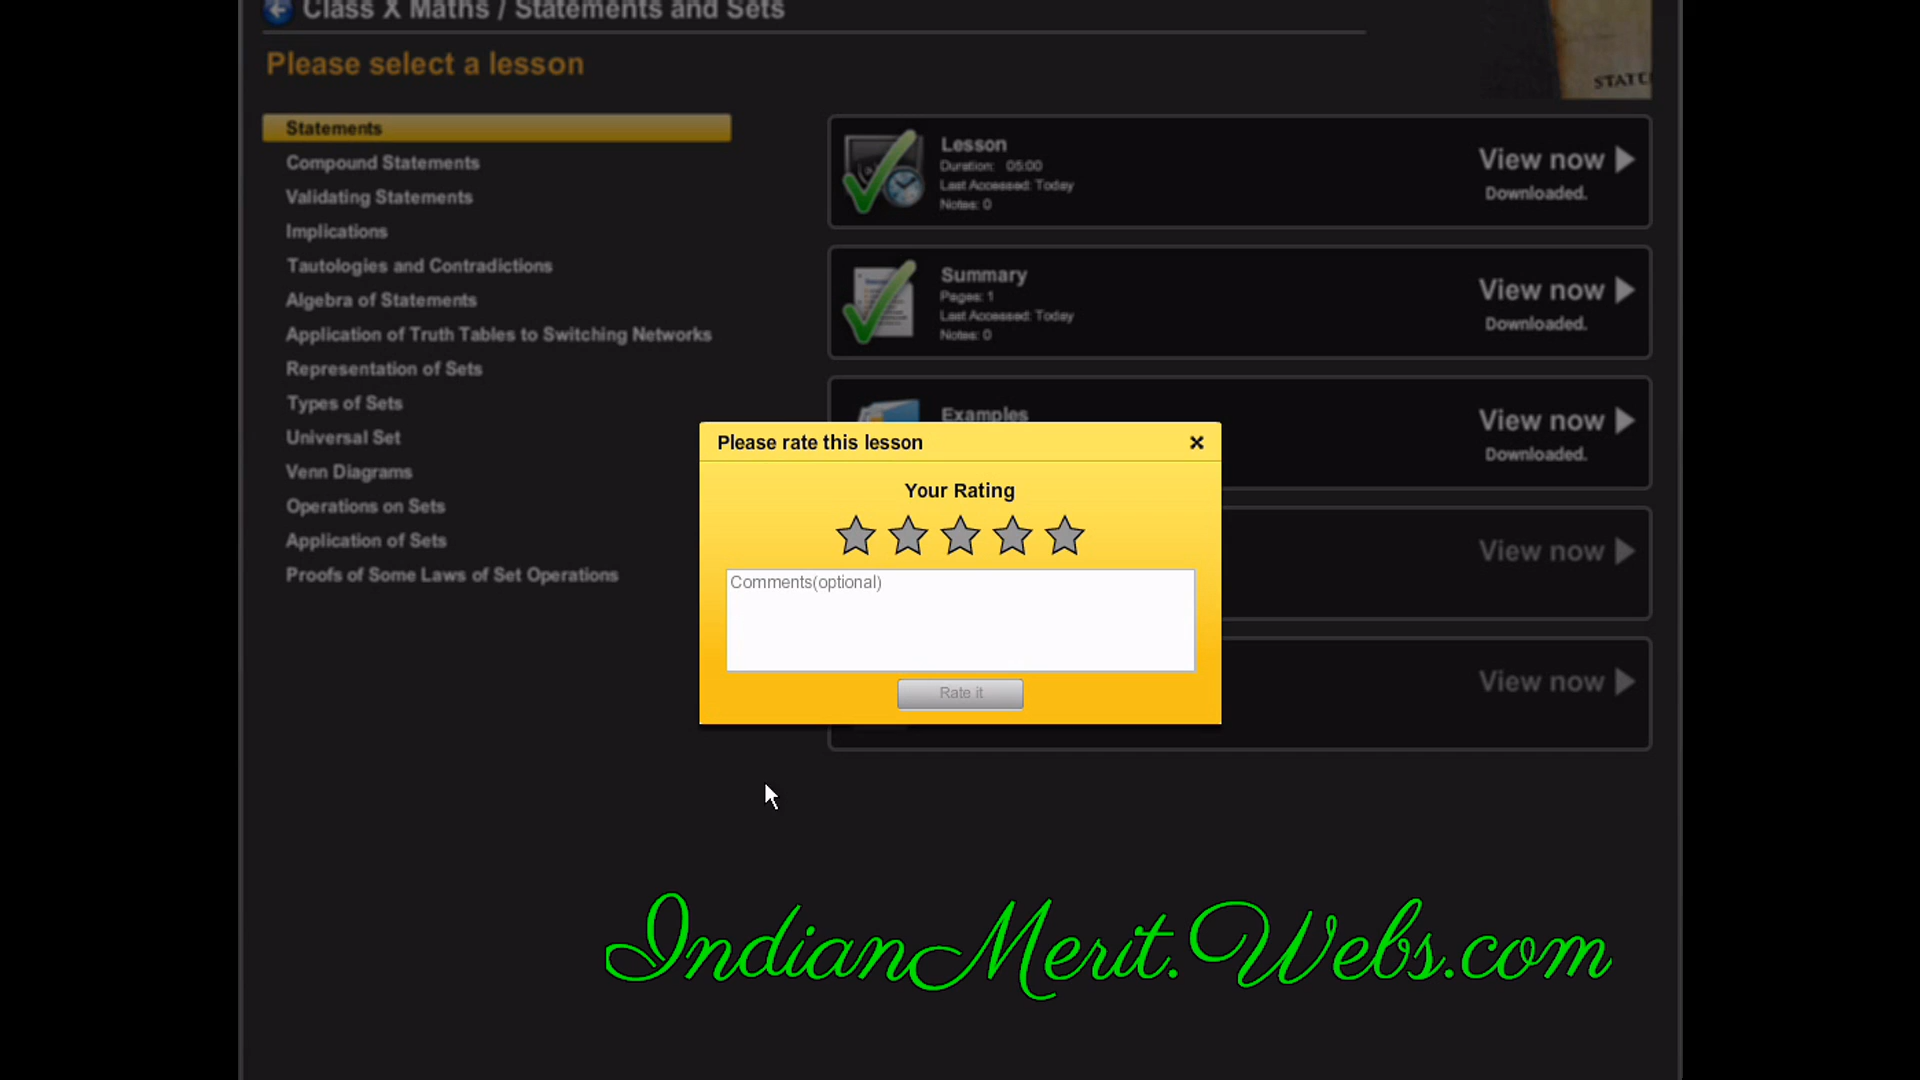 Class X Maths / Statements and Sets
Please select a lesson
Statements
Compound Statements
Validating Statements
Implications
Tautologies and Contradictions
Algebra of Statements
Application of Truth Tables to Switching Networks
Representation of Sets
Types of Sets
Universal Set
Venn Diagrams
Operations on Sets
Application of Sets
Proofs of Some Laws of Set Operations
Lesson
Duration: 05:00
Last Accessed: Today
Notes: 0
View now
Downloaded.
Summary
Pages: 1
Last Accessed: Today
Notes: 0
View now
Downloaded.
Examples
View now
Downloaded.
View now
View now
Please rate this lesson
Your Rating
Comments(optional)
Rate it
IndianMerit.Webs.com